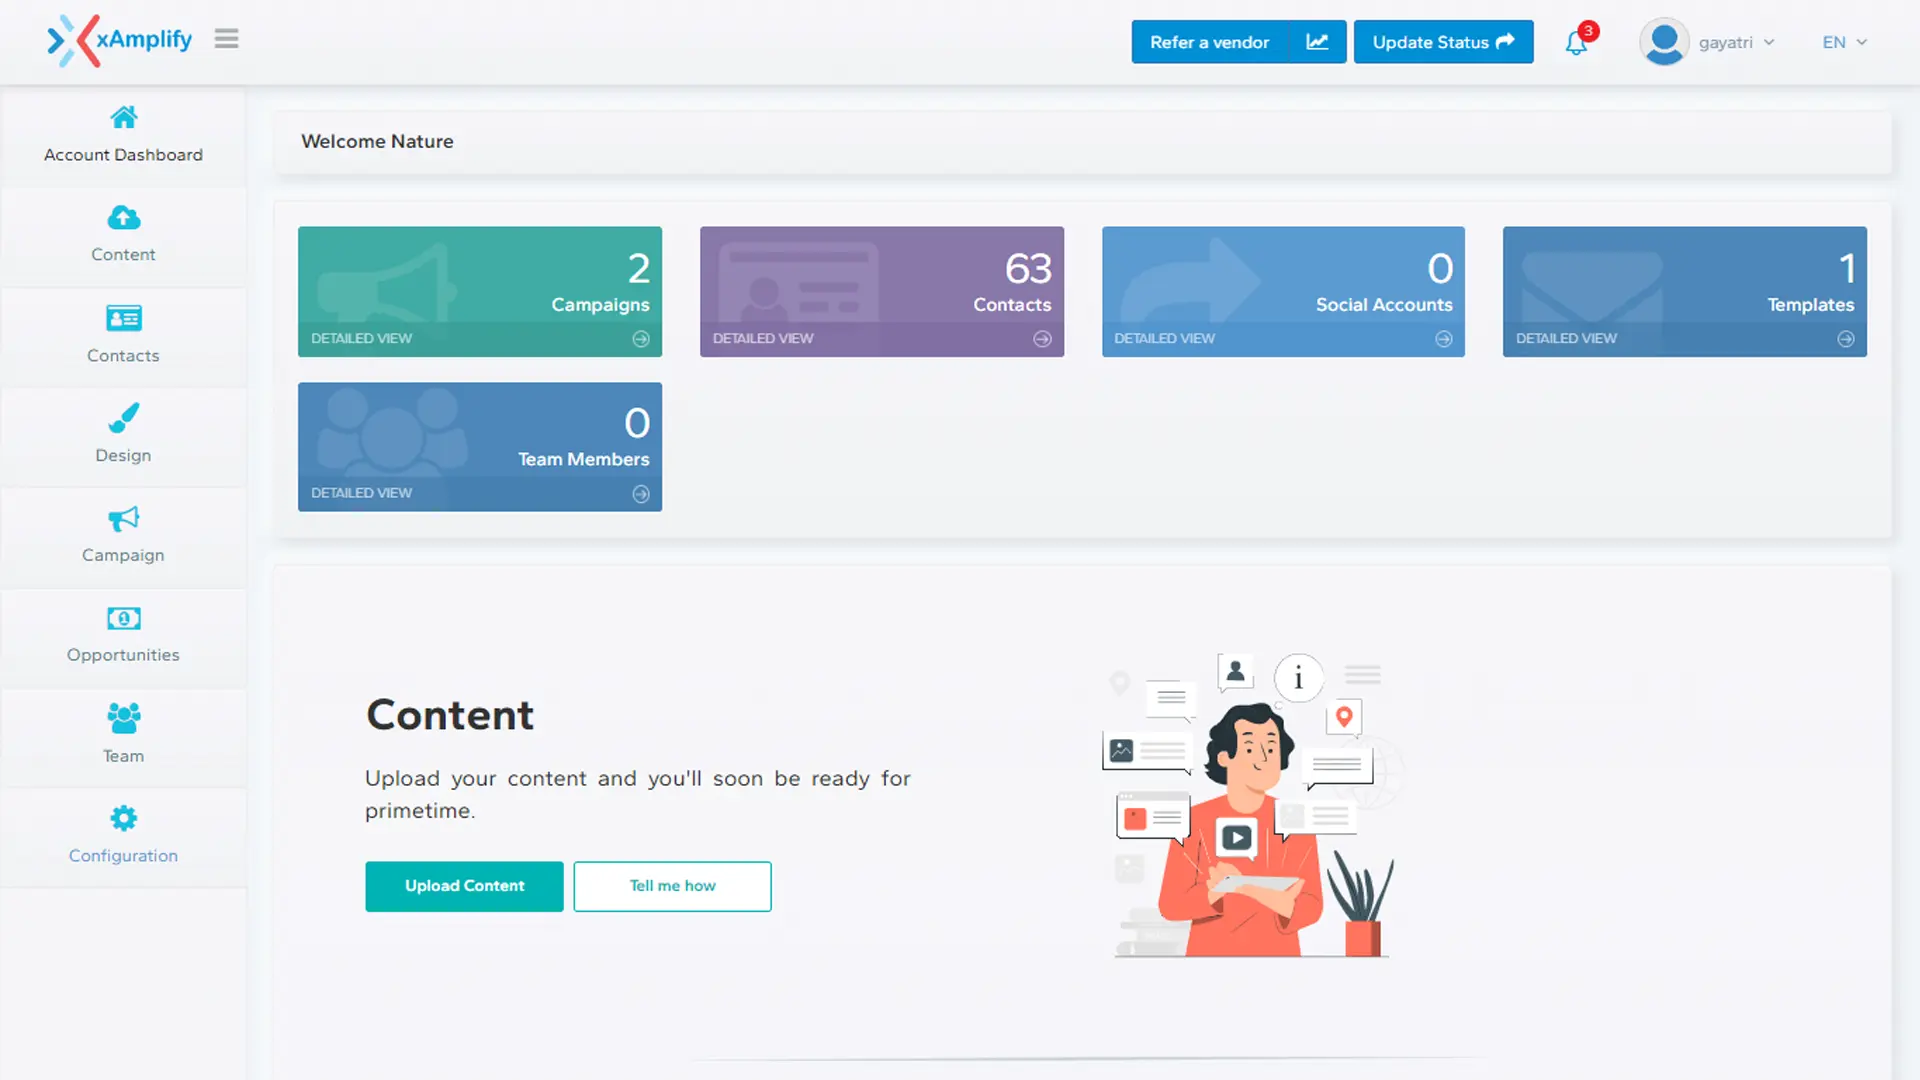 xAmplify
Refer a vendor
Update Status
3
gayatri
EN
Account Dashboard
Content
Contacts
Design
Campaign
Opportunities
Team
Configuration
Welcome Nature
2
Campaigns
DETAILED VIEW
63
Contacts
DETAILED VIEW
0
Social Accounts
DETAILED VIEW
1
Templates
DETAILED VIEW
0
Team Members
DETAILED VIEW
Content
Upload your content and you'll soon be ready for
primetime.
Upload Content
Tell me how
i